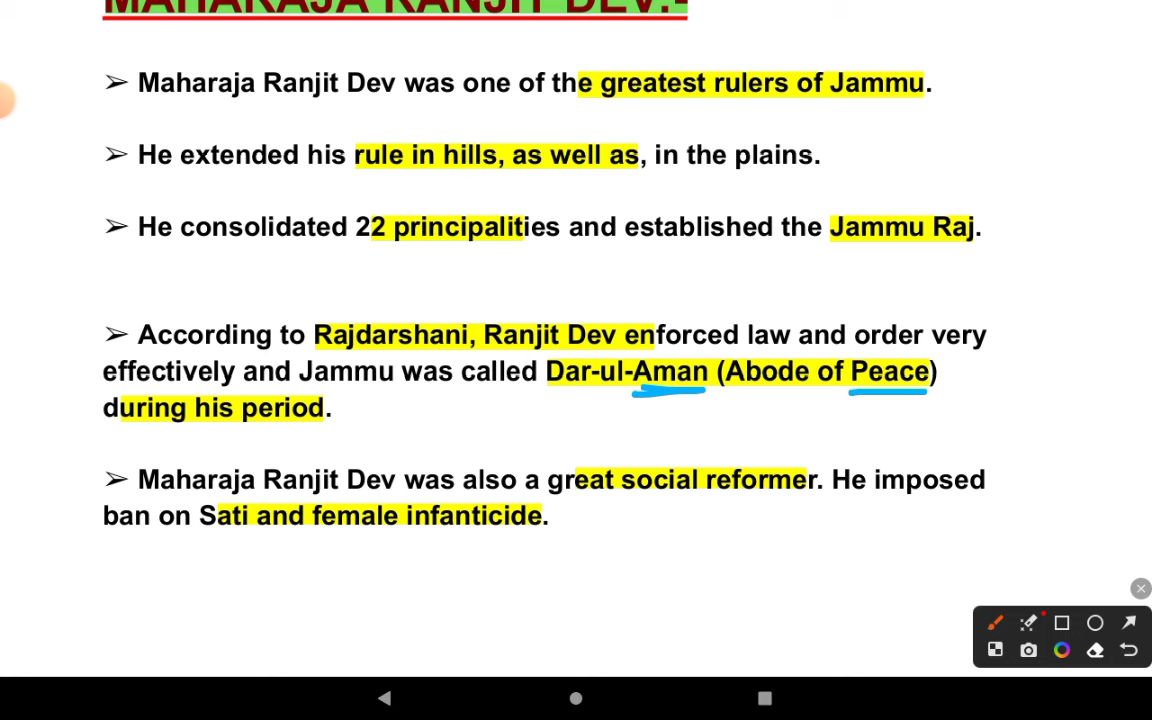 MAHARAJA RANJIT DEV:-
➢ Maharaja Ranjit Dev was one of the greatest rulers of Jammu.
➢ He extended his rule in hills, as well as, in the plains.
➢ He consolidated 22 principalities and established the Jammu Raj.
➢ According to Rajdarshani, Ranjit Dev enforced law and order very
effectively and Jammu was called Dar-ul-Aman (Abode of Peace)
during his period.
➢ Maharaja Ranjit Dev was also a great social reformer. He imposed
ban on Sati and female infanticide.